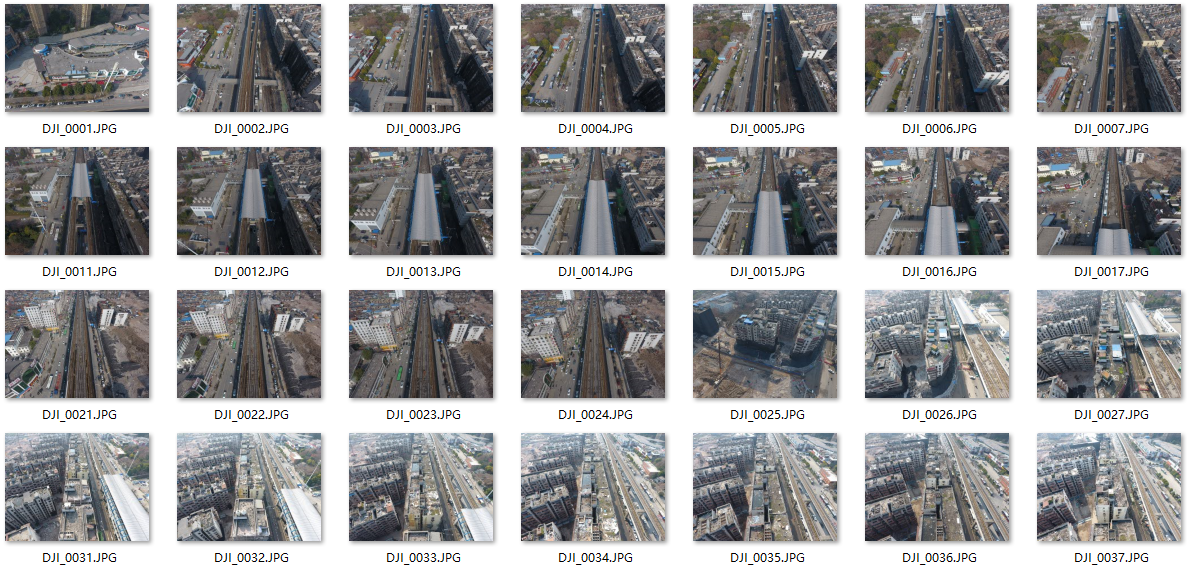 DJI_0001.JPG DJI_0002.JPG DJI_0003.JPG DJI_0004.JPG DJI_0005.JPG DJI_0006.JPG DJI_0007.JPG
DJI_0011.JPG DJI_0012.JPG DJI_0013.JPG DJI_0014.JPG DJI_0015.JPG DJI_0016.JPG DJI_0017.JPG
DJI_0021.JPG DJI_0022.JPG DJI_0023.JPG DJI_0024.JPG DJI_0025.JPG DJI_0026.JPG DJI_0027.JPG
DJI_0031.JPG DJI_0032.JPG DJI_0033.JPG DJI_0034.JPG DJI_0035.JPG DJI_0036.JPG DJI_0037.JPG